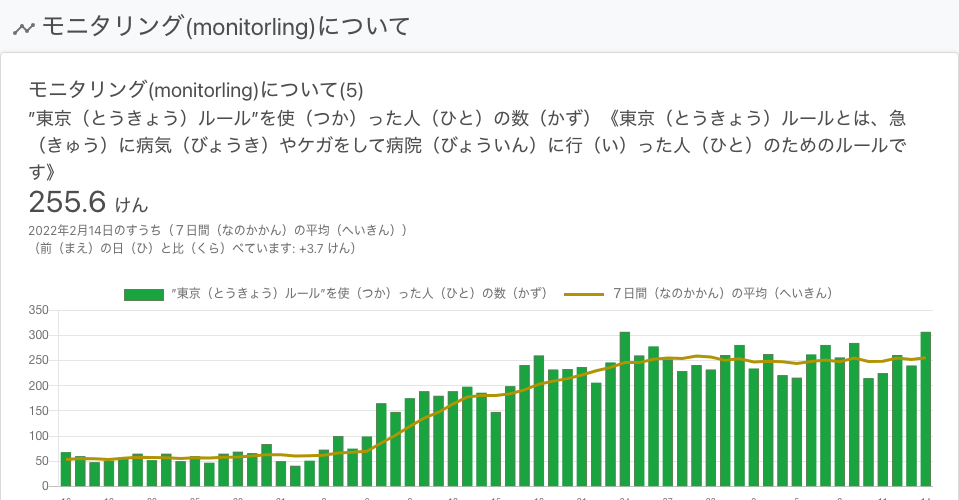 モニタリング(monitorling)について
モニタリング(monitorling)について(5)
”東京（とうきょう）ルール”を使（つか）った人（ひと）の数（かず）《東京（とうきょう）ルールとは、急
（きゅう）に病気（びょうき）やケガをして病院（びょういん）に行（い）った人（ひと）のためのルールで
す》
255.6 けん
2022年2月14日のすうち（７日間（なのかかん）の平均（へいきん））
（前（まえ）の日（ひ）と比（くら）べています: +3.7 けん）
”東京（とうきょう）ルール”を使（つか）った人（ひと）の数（かず） ７日間（なのかかん）の平均（へいきん）
350
300
250
200
150
100
50
0